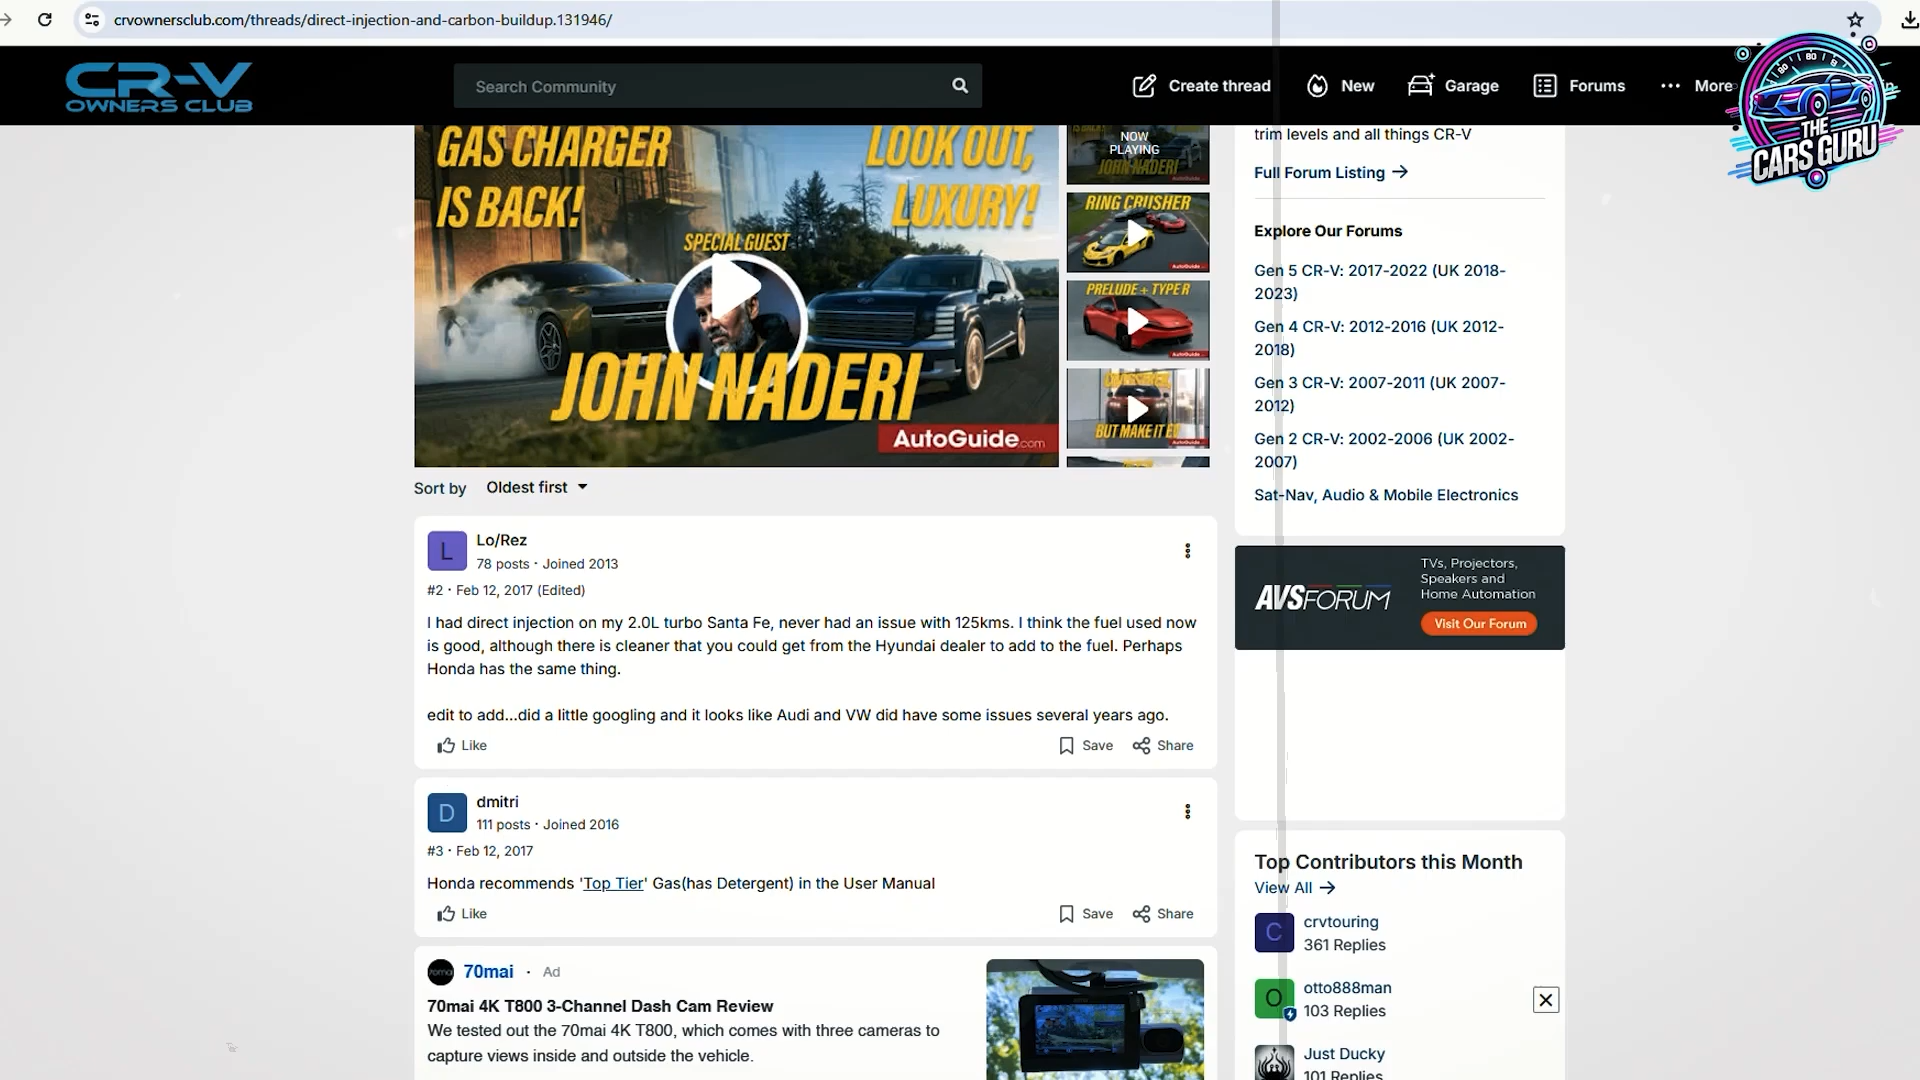 crvownersclub.com/threads/direct-injection-and-carbon-buildup.131946/
CR-V
OWNERS CLUB
Search Community
Create thread
New
Garage
Forums
More
THE
CARS GURU
GAS CHARGER
IS BACK!
LOOK OUT,
LUXURY!
SPECIAL GUEST
JOHN NADERI
AutoGuide.com
NOW
PLAYING
JOHN NADERI
RING CRUSHER
AutoGuide
PRELUDE + TYPE R
AutoGuide
BUT MAKE IT EV
AutoGuide
trim levels and all things CR-V
Full Forum Listing
Explore Our Forums
Gen 5 CR-V: 2017-2022 (UK 2018-
2023)
Gen 4 CR-V: 2012-2016 (UK 2012-
2018)
Gen 3 CR-V: 2007-2011 (UK 2007-
2012)
Gen 2 CR-V: 2002-2006 (UK 2002-
2007)
Sat-Nav, Audio & Mobile Electronics
Sort by Oldest first
L
Lo/Rez
78 posts · Joined 2013
#2 · Feb 12, 2017 (Edited)
I had direct injection on my 2.0L turbo Santa Fe, never had an issue with 125kms. I think the fuel used now
is good, although there is cleaner that you could get from the Hyundai dealer to add to the fuel. Perhaps
Honda has the same thing.
edit to add...did a little googling and it looks like Audi and VW did have some issues several years ago.
Like
Save
Share
D
dmitri
111 posts · Joined 2016
#3 · Feb 12, 2017
Honda recommends 'Top Tier' Gas(has Detergent) in the User Manual
Like
Save
Share
70mai · Ad
70mai 4K T800 3-Channel Dash Cam Review
We tested out the 70mai 4K T800, which comes with three cameras to
capture views inside and outside the vehicle.
AVSFORUM
TVs, Projectors,
Speakers and
Home Automation
Visit Our Forum
Top Contributors this Month
View All
C
crvtouring
361 Replies
O
otto888man
103 Replies
Just Ducky
101 Replies